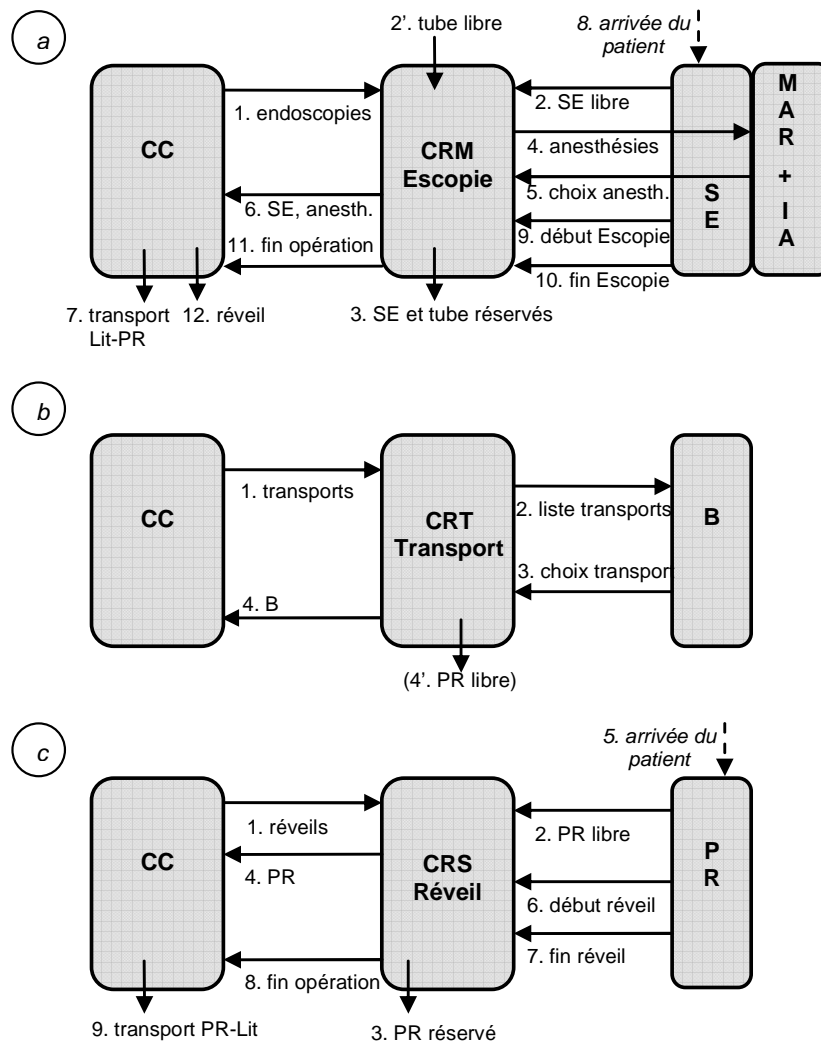 a
2'. tube libre
8. arrivée du
patient
CC
1. endoscopies
CRM
Escopie
2. SE libre
4. anesthésies
5. choix anesth.
6. SE, anesth.
9. début Escopie
11. fin opération
10. fin Escopie
S
E
M
A
R
+
I
A
7. transport
Lit-PR
12. réveil
3. SE et tube réservés
b
CC
1. transports
CRT
Transport
2. liste transports
B
3. choix transport
4. B
(4'. PR libre)
c
5. arrivée du
patient
CC
1. réveils
CRS
Réveil
2. PR libre
P
R
4. PR
6. début réveil
7. fin réveil
8. fin opération
9. transport PR-Lit
3. PR réservé